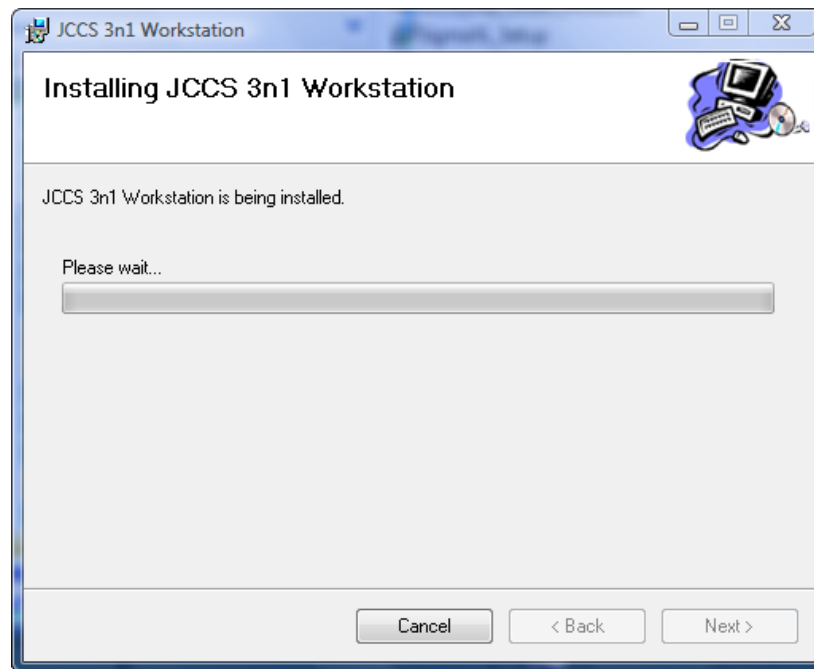 JCCS 3n1 Workstation
Installing JCCS 3n1 Workstation
JCCS 3n1 Workstation is being installed.
Please wait...
Cancel
< Back
Next >